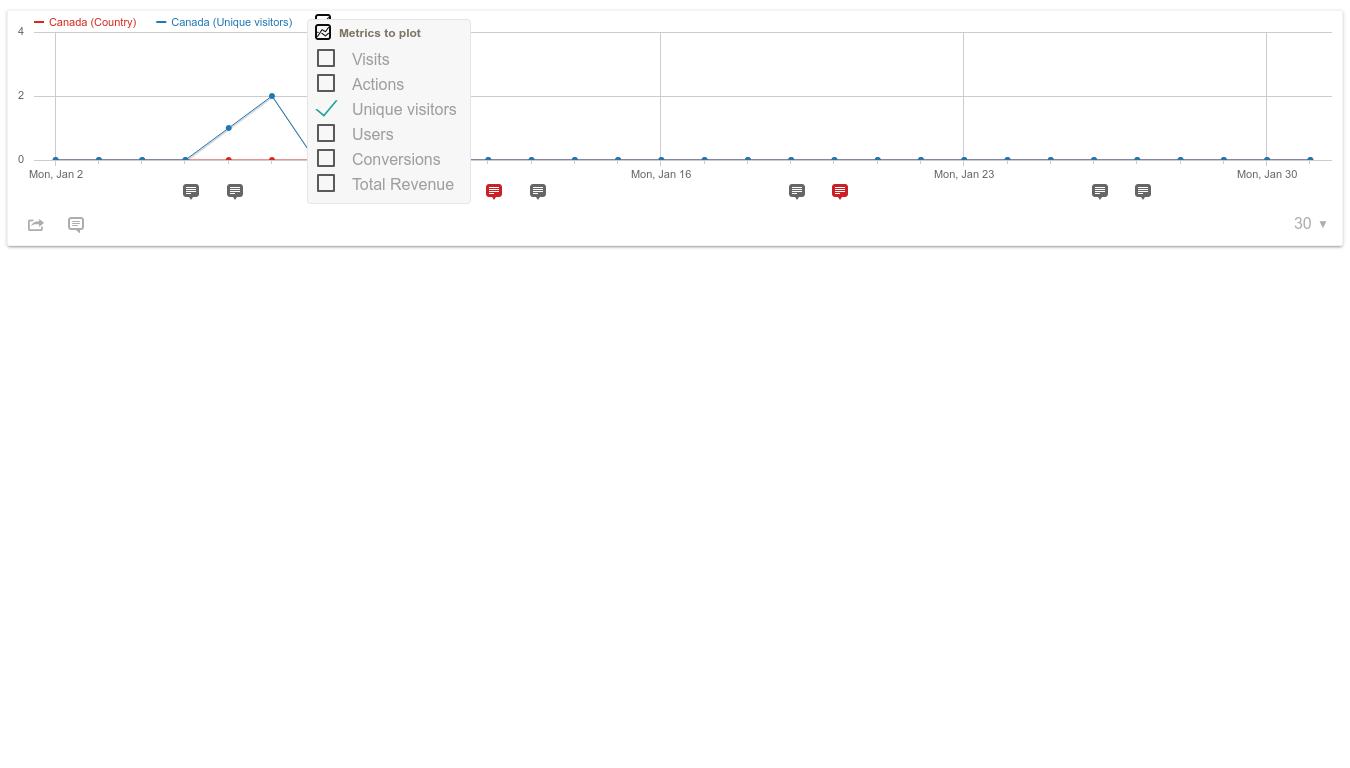 Canada (Country) Canada (Unique visitors)
Metrics to plot
Visits
Actions
Unique visitors
Users
Conversions
Total Revenue
4
2
0
Mon, Jan 2 Mon, Jan 16 Mon, Jan 23 Mon, Jan 30
30 ▼